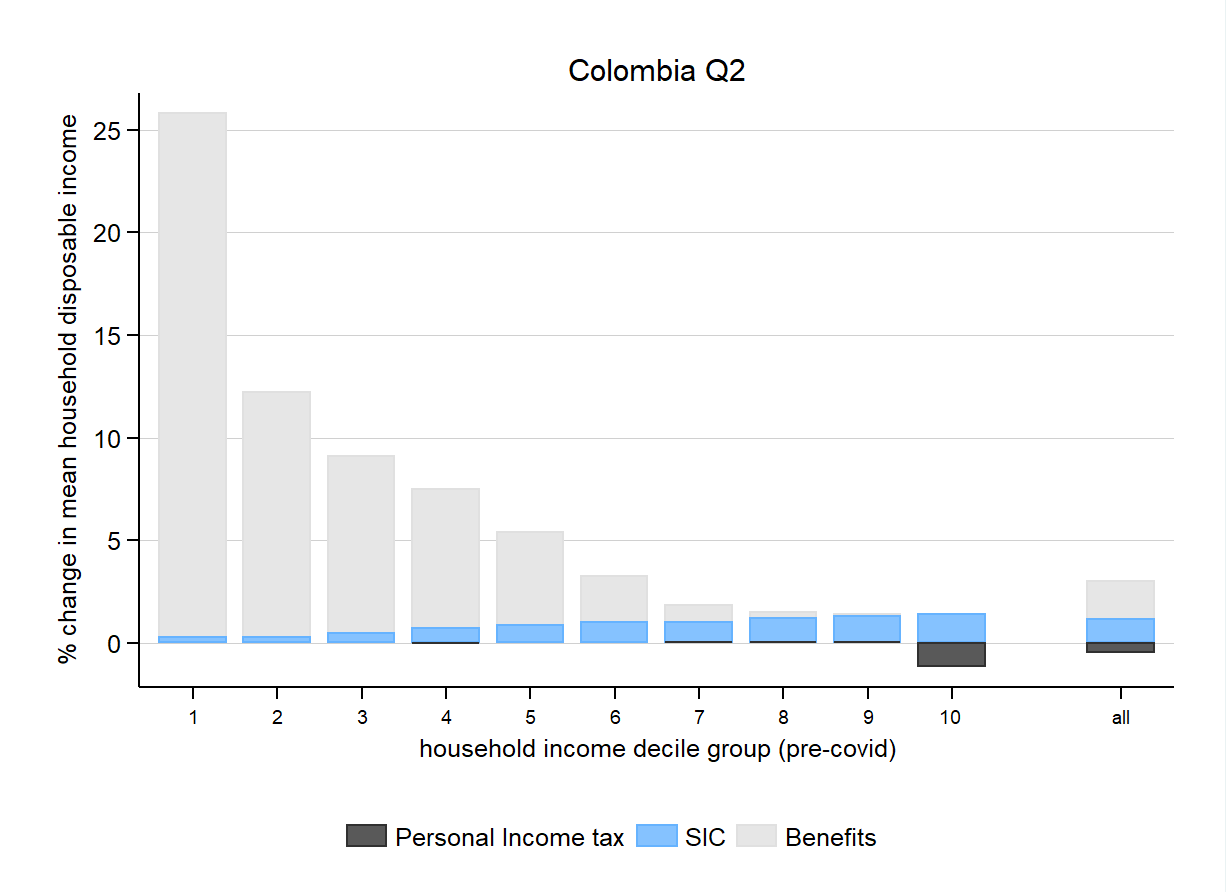 Colombia Q2
% change in mean household disposable income
25
20
15
10
5
0
1 2 3 4 5 6 7 8 9 10 all
household income decile group (pre-covid)
Personal Income tax SIC Benefits